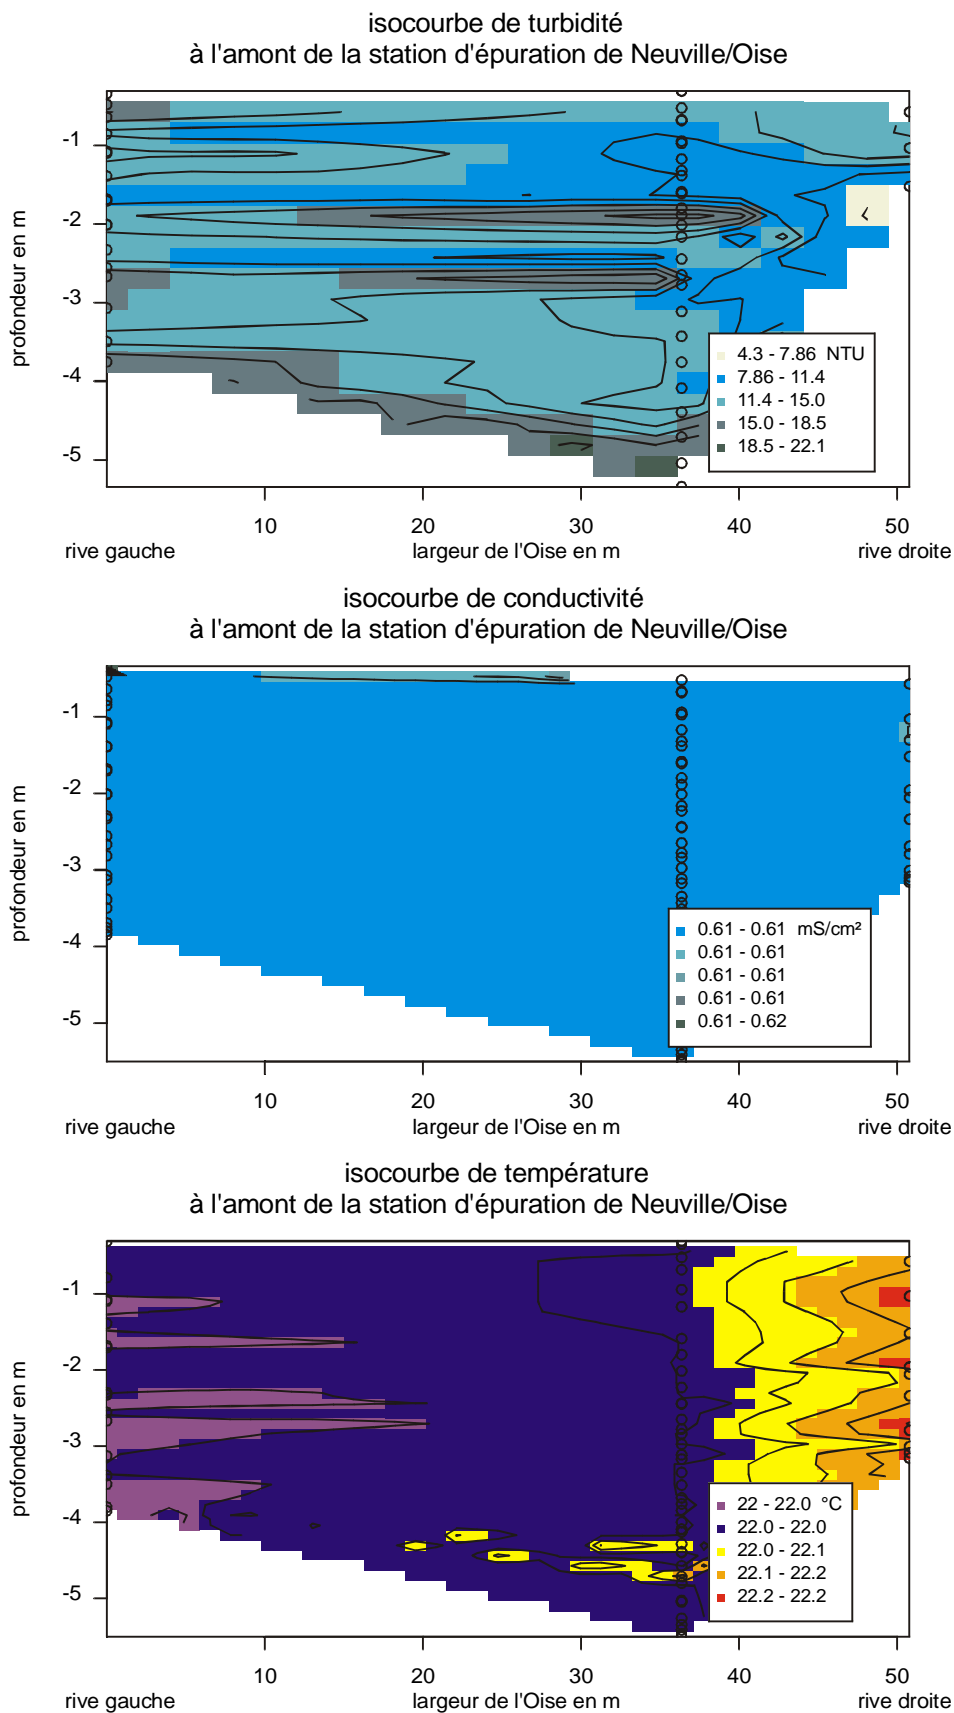 isocourbe de turbidité
à l'amont de la station d'épuration de Neuville/Oise
profondeur en m
-1
-2
-3
-4
-5
4.3 - 7.86 NTU
7.86 - 11.4
11.4 - 15.0
15.0 - 18.5
18.5 - 22.1
10 20 30 40 50
rive gauche largeur de l'Oise en m rive droite
isocourbe de conductivité
à l'amont de la station d'épuration de Neuville/Oise
profondeur en m
-1
-2
-3
-4
-5
0.61 - 0.61 mS/cm²
0.61 - 0.61
0.61 - 0.61
0.61 - 0.61
0.61 - 0.62
10 20 30 40 50
rive gauche largeur de l'Oise en m rive droite
isocourbe de température
à l'amont de la station d'épuration de Neuville/Oise
profondeur en m
-1
-2
-3
-4
-5
22 - 22.0 °C
22.0 - 22.0
22.0 - 22.1
22.1 - 22.2
22.2 - 22.2
10 20 30 40 50
rive gauche largeur de l'Oise en m rive droite